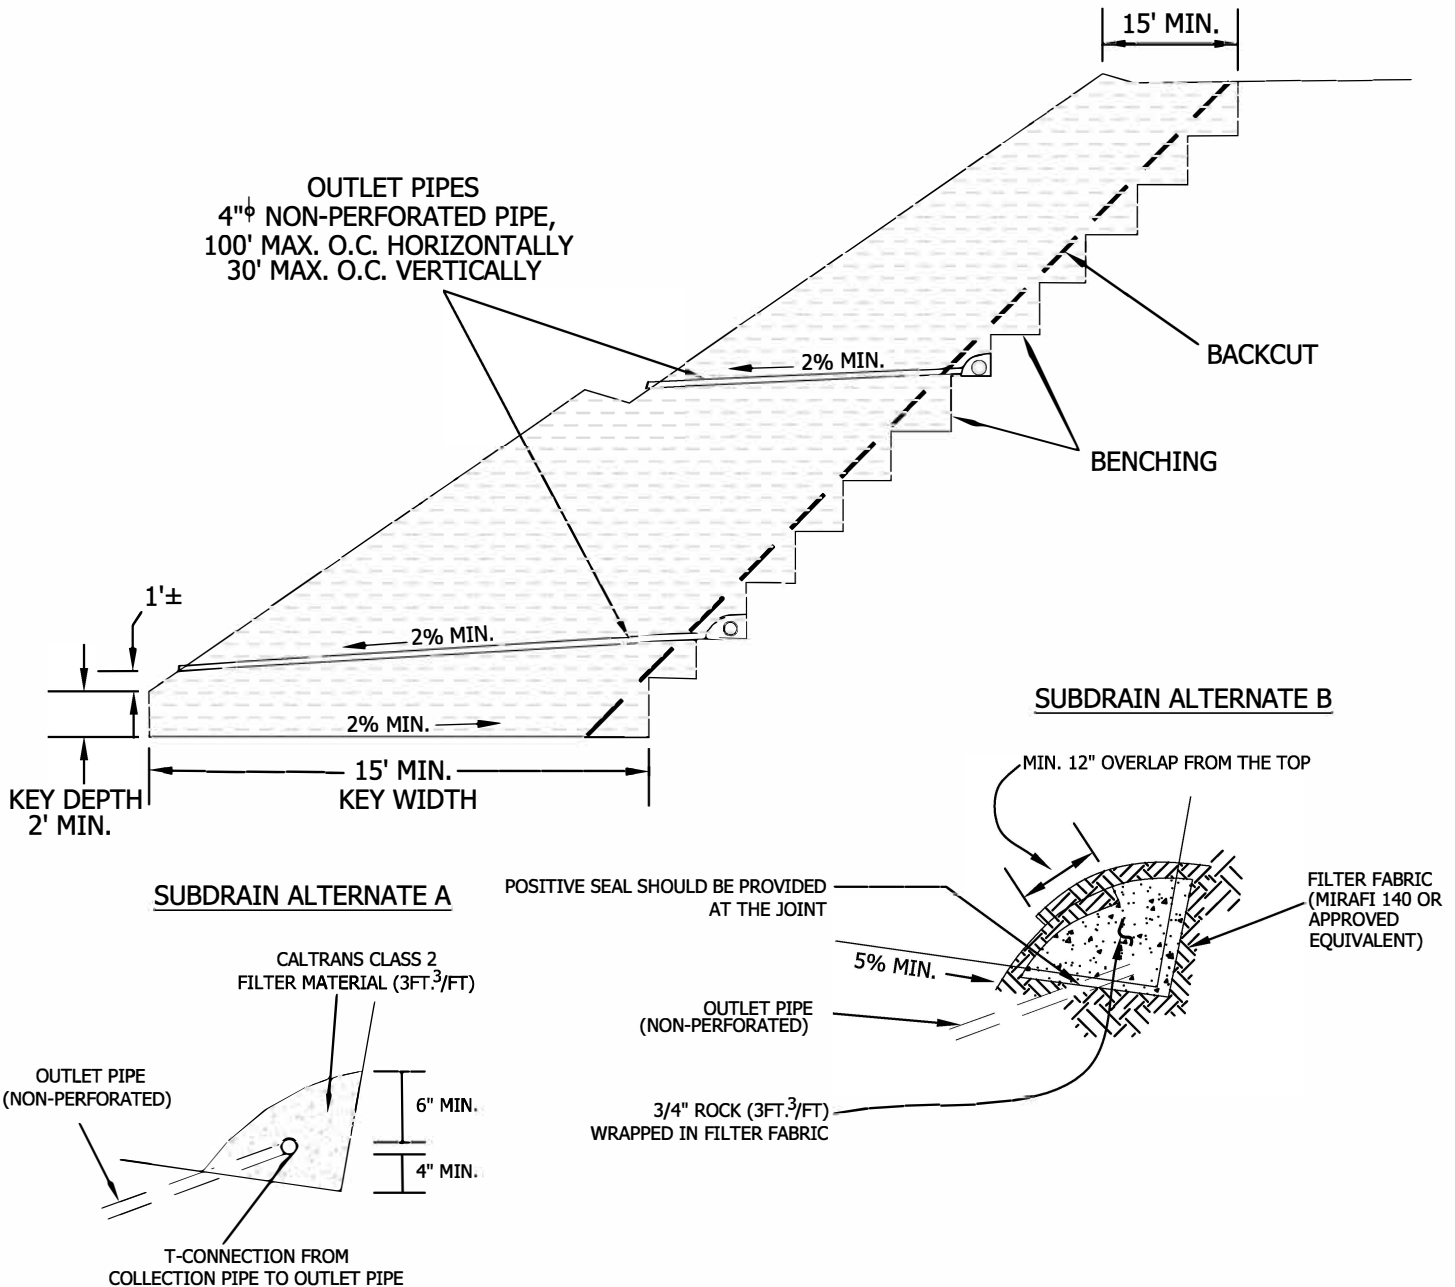 15' MIN.
OUTLET PIPES
4"ϕ NON-PERFORATED PIPE,
100' MAX. O.C. HORIZONTALLY
30' MAX. O.C. VERTICALLY
BACKCUT
2% MIN.
BENCHING
1'±
2% MIN.
2% MIN.
15' MIN.
KEY WIDTH
KEY DEPTH
2' MIN.
SUBDRAIN ALTERNATE B
MIN. 12" OVERLAP FROM THE TOP
POSITIVE SEAL SHOULD BE PROVIDED
AT THE JOINT
FILTER FABRIC
(MIRAFI 140 OR
APPROVED
EQUIVALENT)
5% MIN.
OUTLET PIPE
(NON-PERFORATED)
3/4" ROCK (3FT.³/FT)
WRAPPED IN FILTER FABRIC
SUBDRAIN ALTERNATE A
CALTRANS CLASS 2
FILTER MATERIAL (3FT.³/FT)
OUTLET PIPE
(NON-PERFORATED)
6" MIN.
4" MIN.
T-CONNECTION FROM
COLLECTION PIPE TO OUTLET PIPE